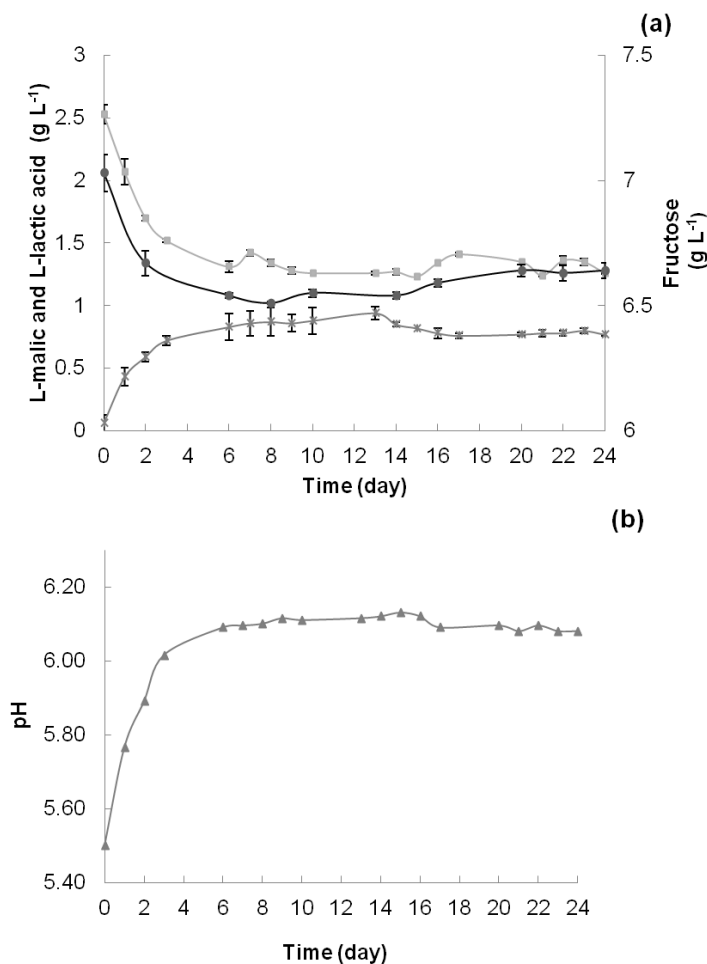 (a)
3
2.5
2
1.5
1
0.5
0
L-malic and L-lactic acid (g L-1)
7.5
7
6.5
6
Fructose
(g L-1)
0 2 4 6 8 10 12 14 16 18 20 22 24
Time (day)
(b)
6.20
6.00
5.80
5.60
5.40
pH
0 2 4 6 8 10 12 14 16 18 20 22 24
Time (day)